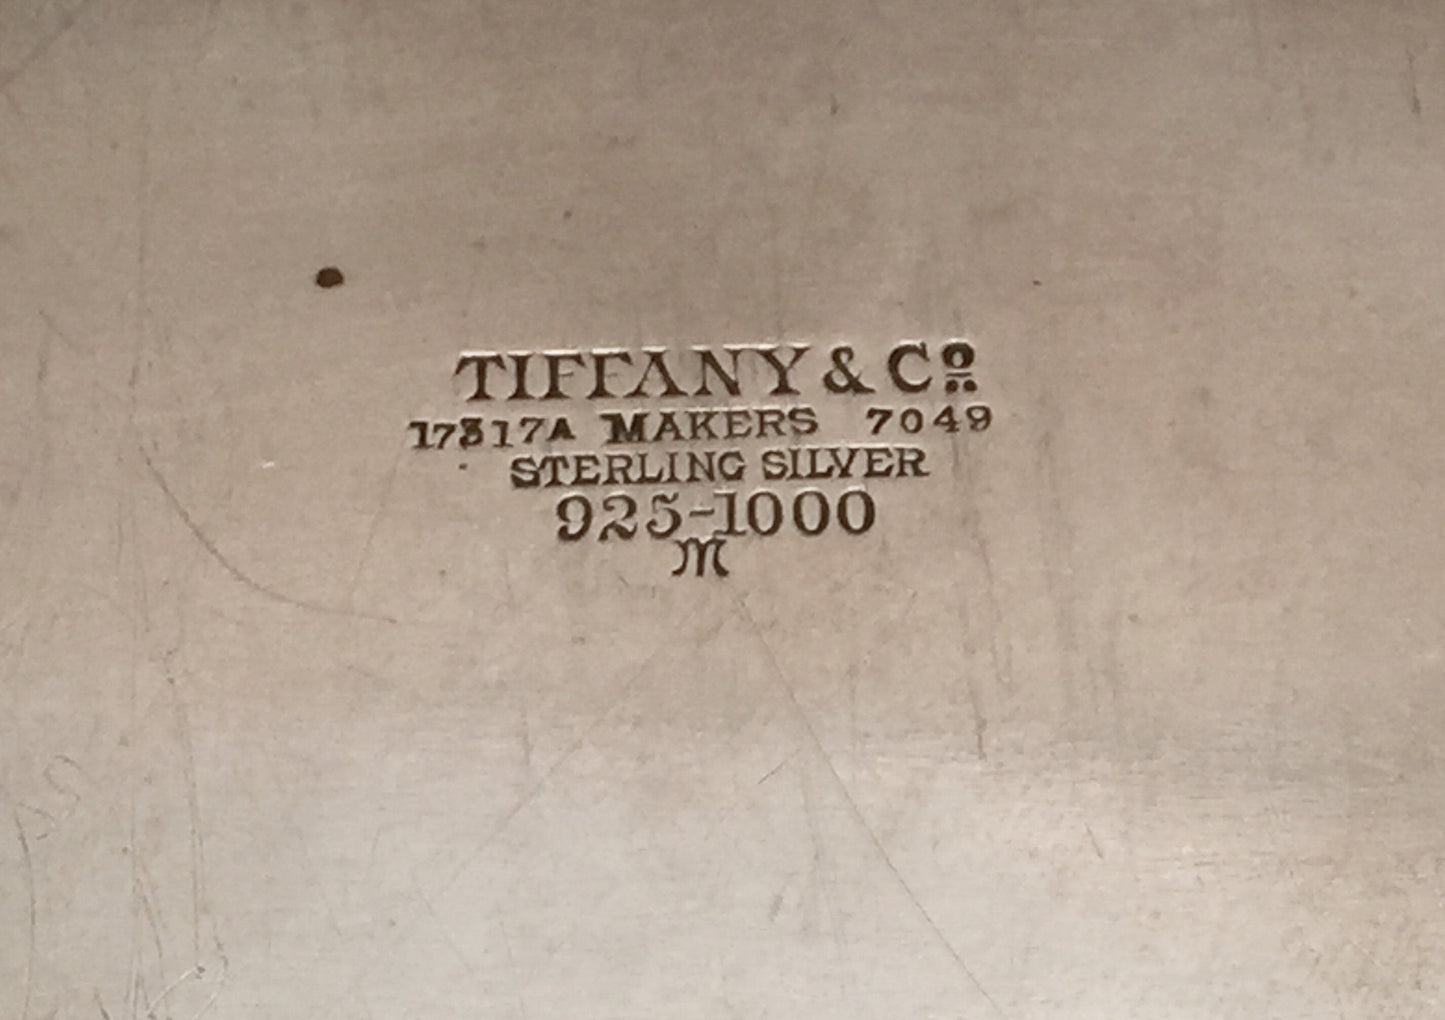 TIFFANY & Co.
17317A MAKERS 7049
STERLING SILVER
925-1000
M